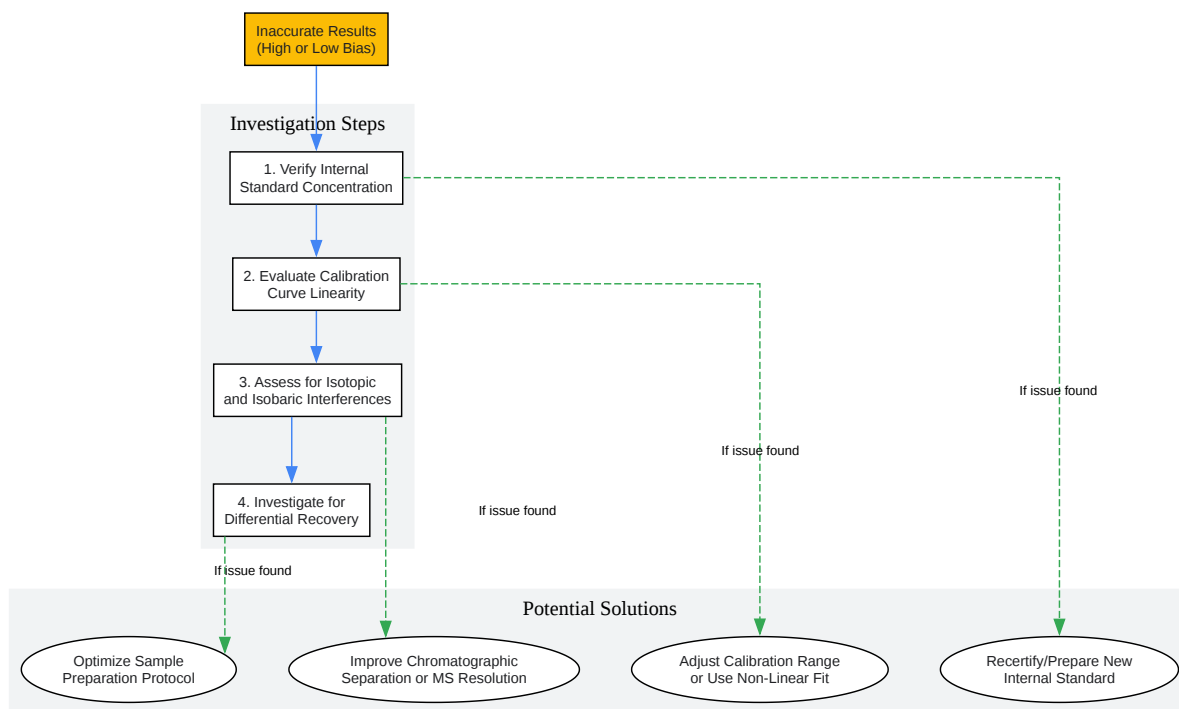 Inaccurate Results
(High or Low Bias)
Investigation Steps
1. Verify Internal
Standard Concentration
2. Evaluate Calibration
Curve Linearity
3. Assess for Isotopic
and Isobaric Interferences
If issue found
If issue found
4. Investigate for
Differential Recovery
If issue found
If issue found
Potential Solutions
Optimize Sample
Preparation Protocol
Improve Chromatographic
Separation or MS Resolution
Adjust Calibration Range
or Use Non-Linear Fit
Recertify/Prepare New
Internal Standard